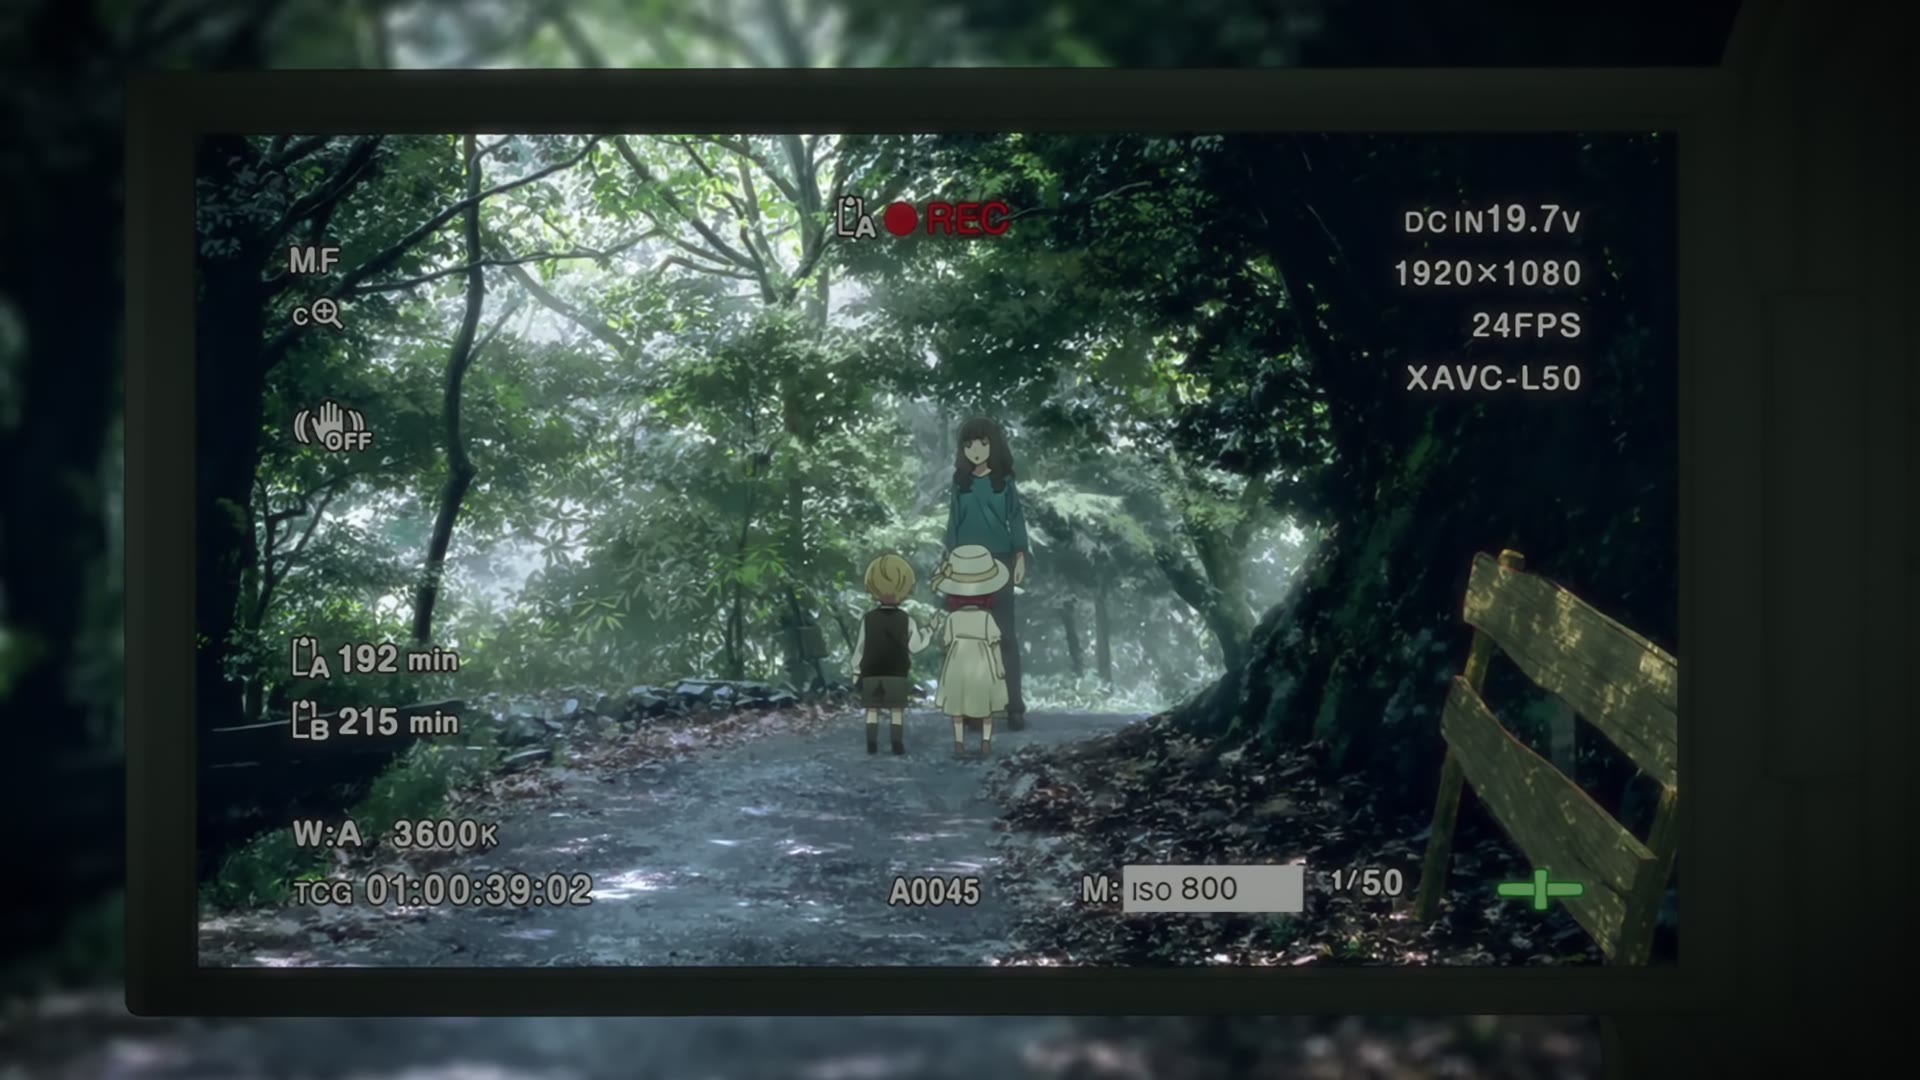 A ● REC
MF
C
OFF
DC IN 19.7V
1920×1080
24FPS
XAVC-L50
A 192 min
B 215 min
W:A 3600K
TCG 01:00:39:02
A0045
M: ISO 800
1/50